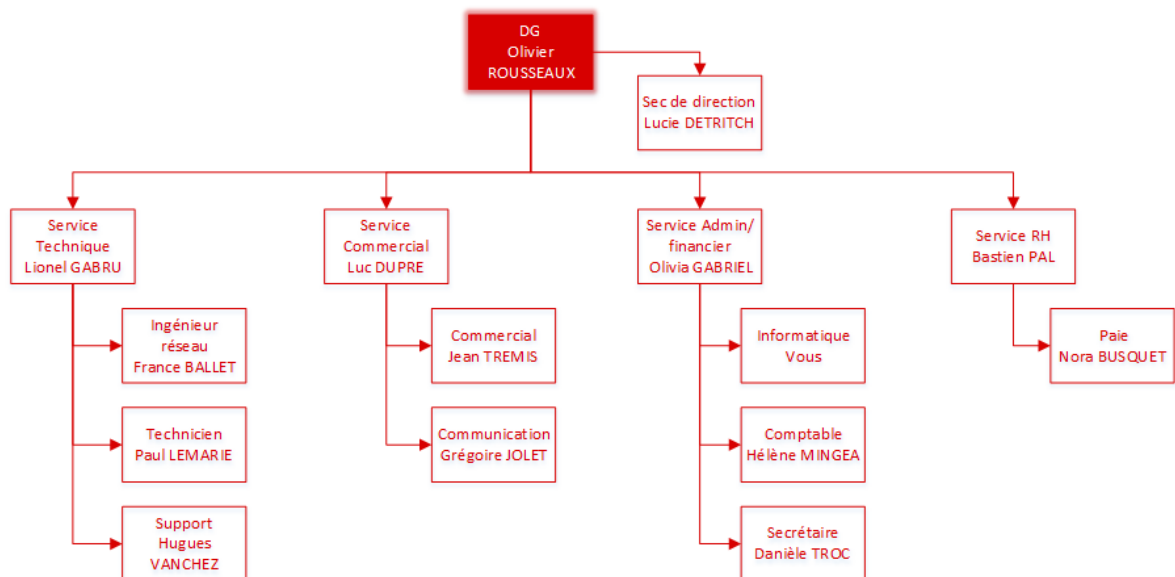 DG
Olivier
ROUSSEAUX
Sec de direction
Lucie DETRITCH
Service
Technique
Lionel GABRU
Service
Commercial
Luc DUPRE
Service Admin/
financier
Olivia GABRIEL
Service RH
Bastien PAL
Ingénieur
réseau
France BALLET
Commercial
Jean TREMIS
Informatique
Vous
Paie
Nora BUSQUET
Technicien
Paul LEMARIE
Communication
Grégoire JOLET
Comptable
Hélène MINGEA
Support
Hugues
VANCHEZ
Secrétaire
Danièle TROC